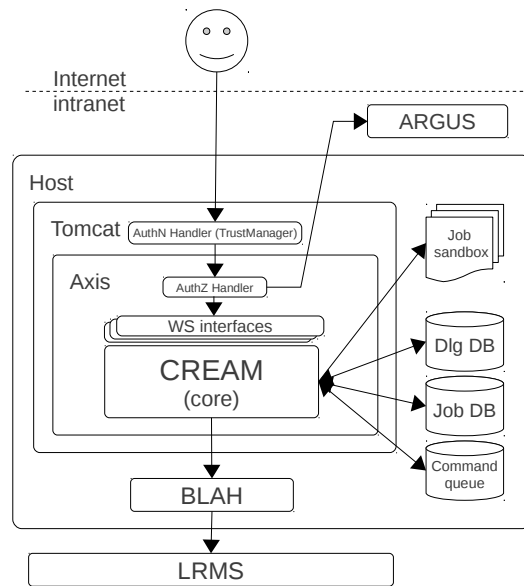 Internet
intranet
ARGUS
Host
Tomcat
AuthN Handler (TrustManager)
Axis
AuthZ Handler
WS interfaces
CREAM
(core)
Job
sandbox
Dlg DB
Job DB
Command
queue
BLAH
LRMS